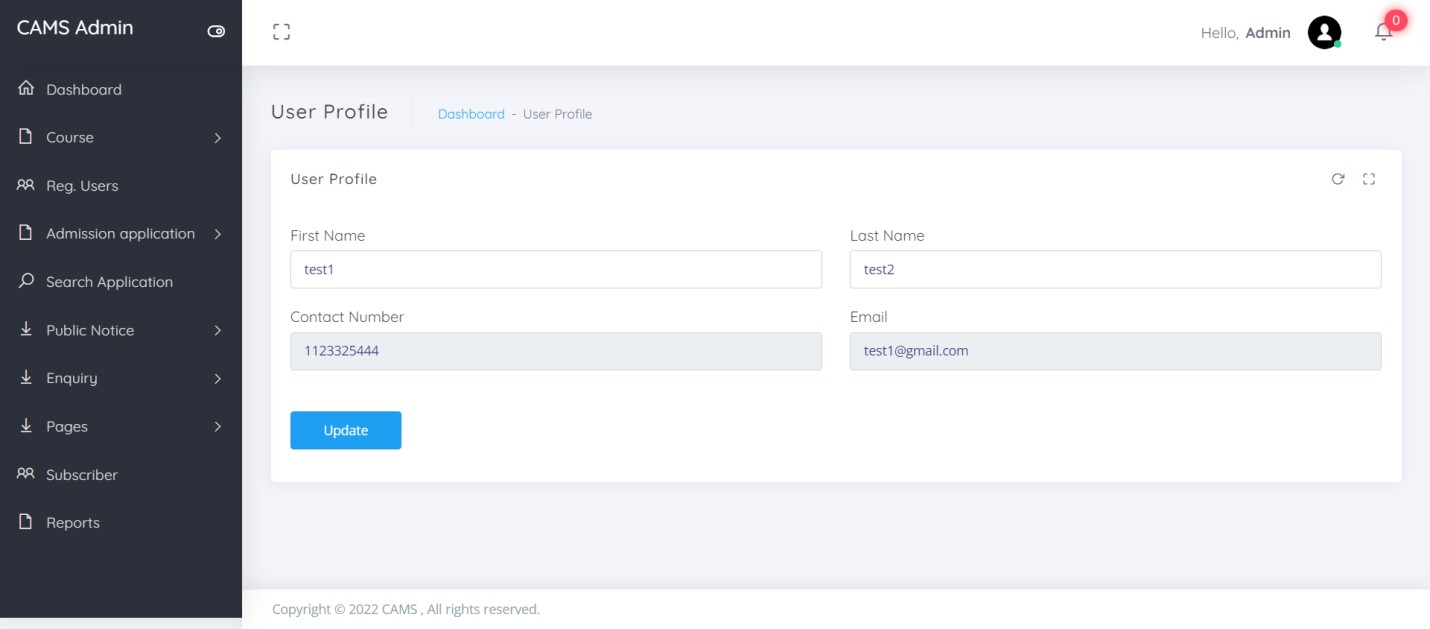 CAMS Admin
Hello, Admin
0
Dashboard
Course
Reg. Users
Admission application
Search Application
Public Notice
Enquiry
Pages
Subscriber
Reports
User Profile
Dashboard - User Profile
User Profile
First Name
Last Name
test1
test2
Contact Number
Email
1123325444
test1@gmail.com
Update
Copyright © 2022 CAMS , All rights reserved.